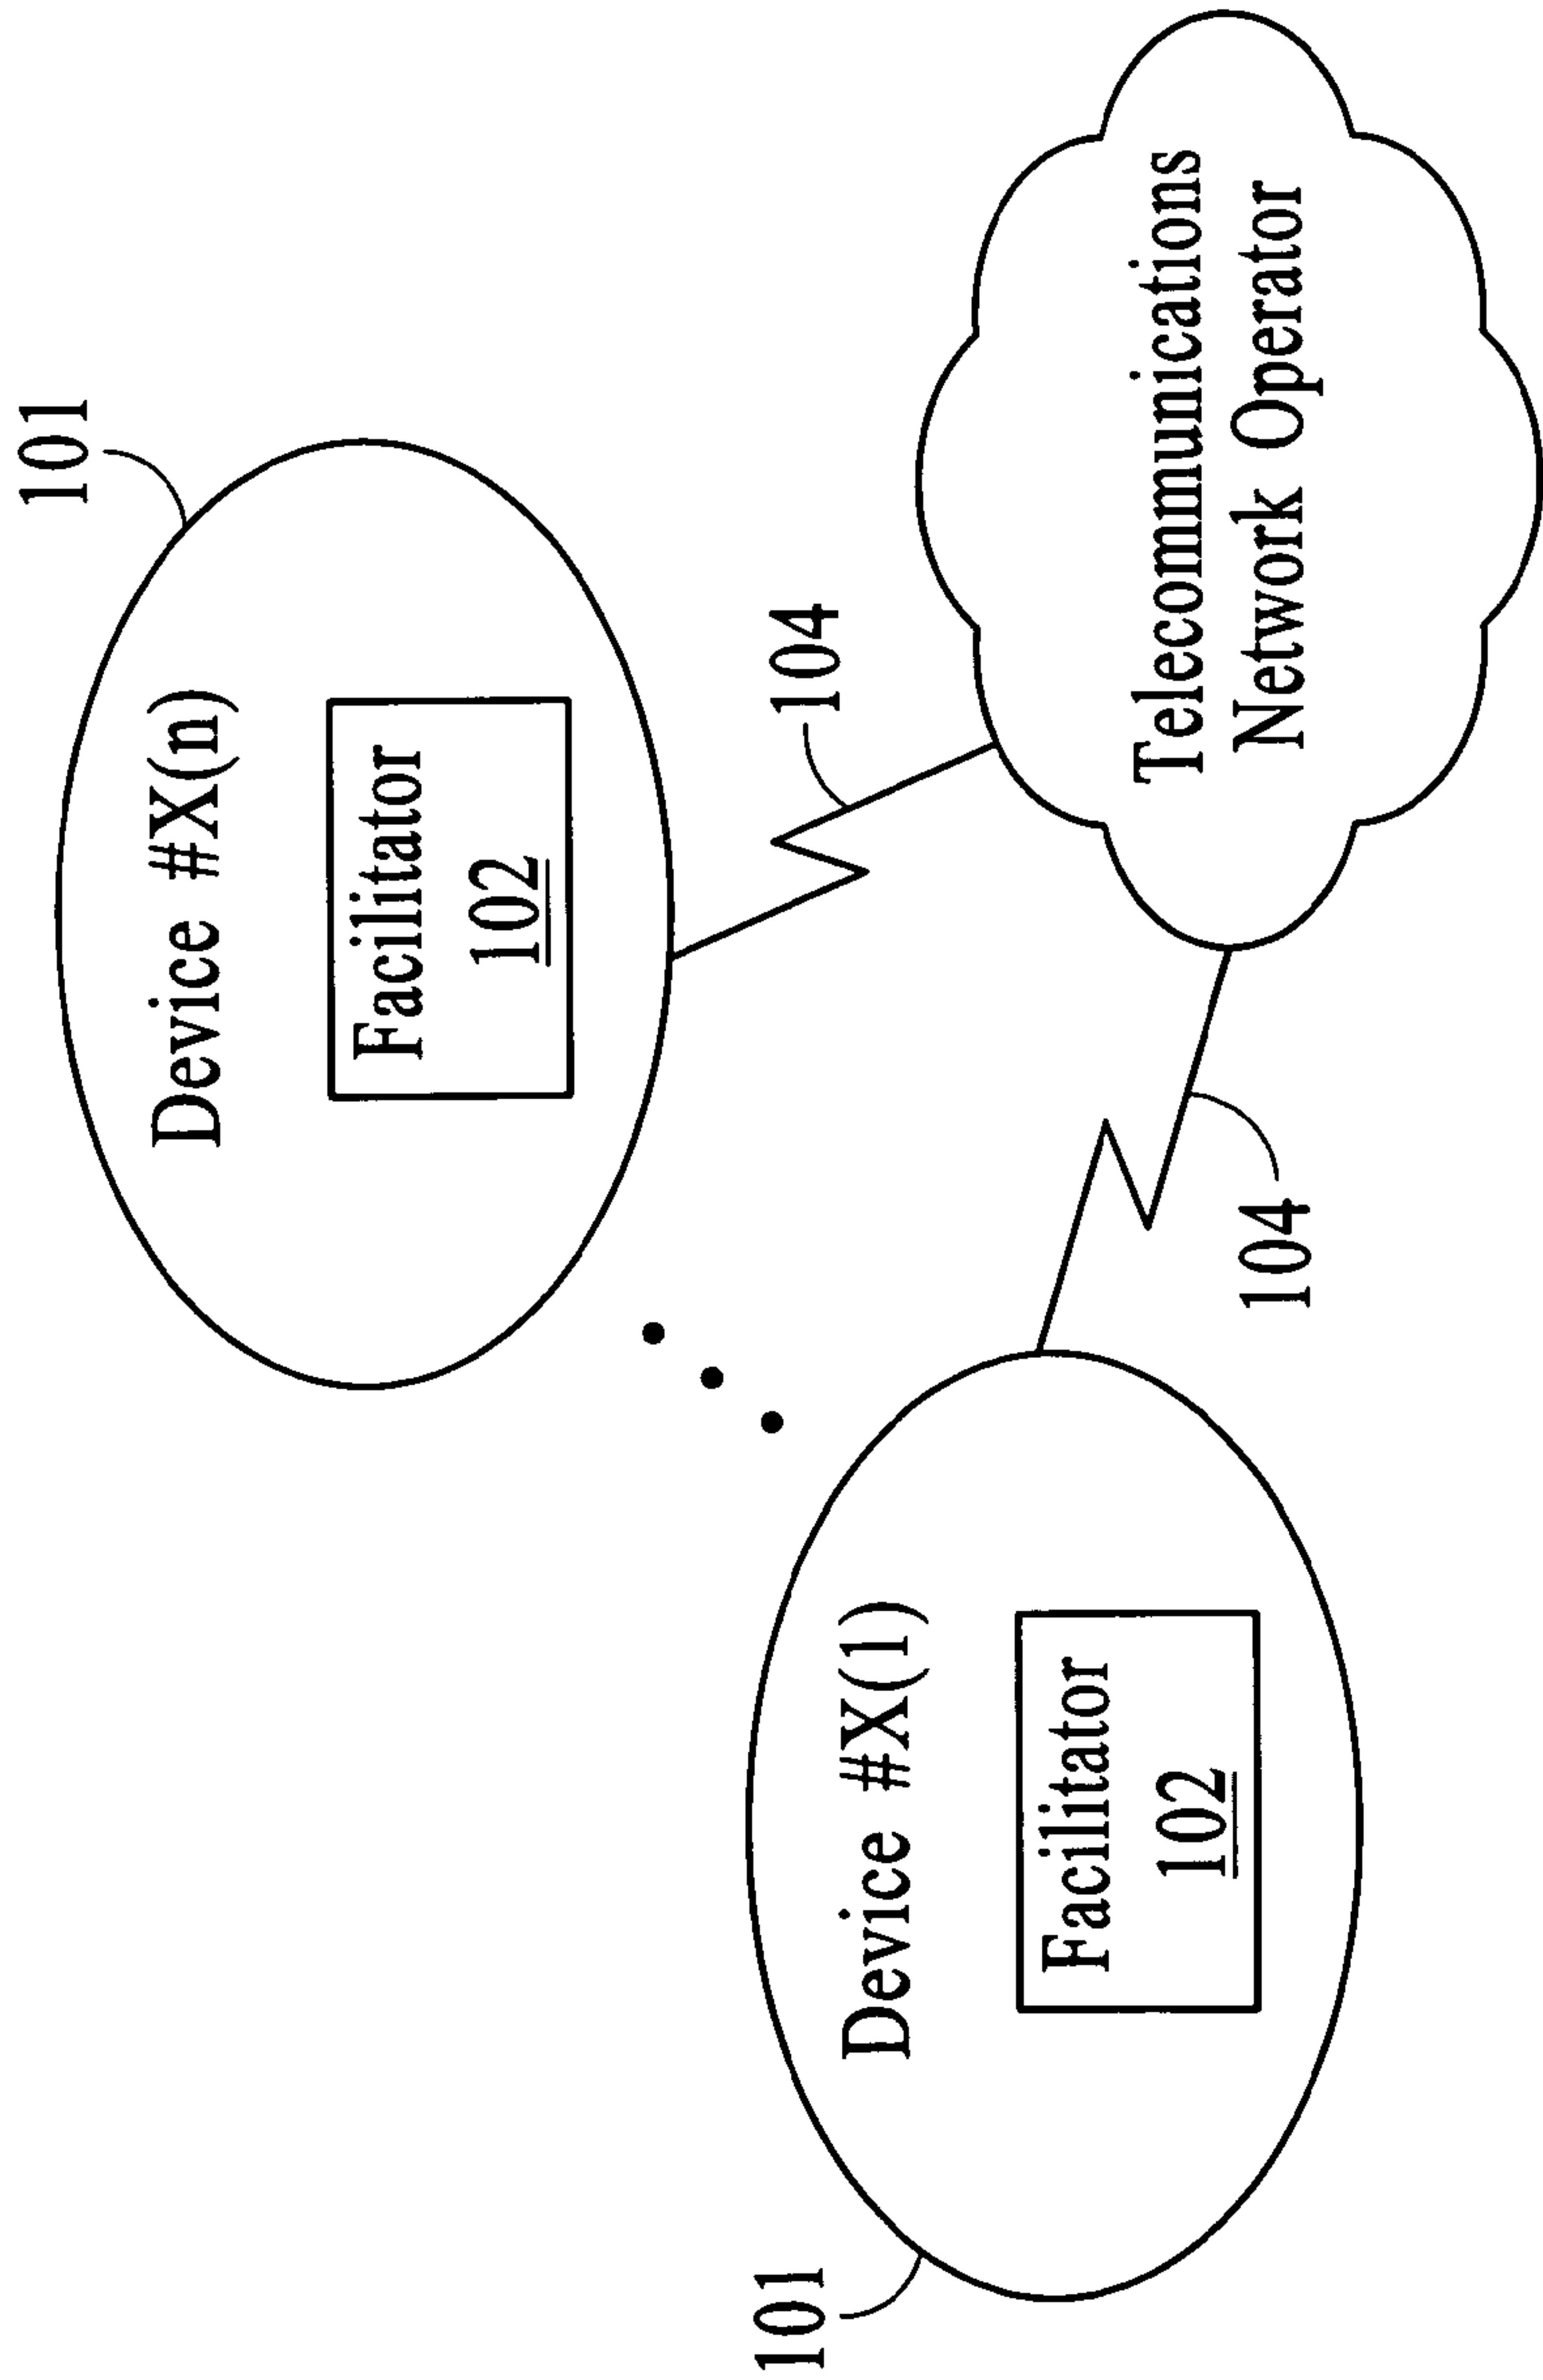 101
Device #X(n)
Facilitator
102
104
Telecommunications
Network Operator
104
Device #X(1)
Facilitator
102
101